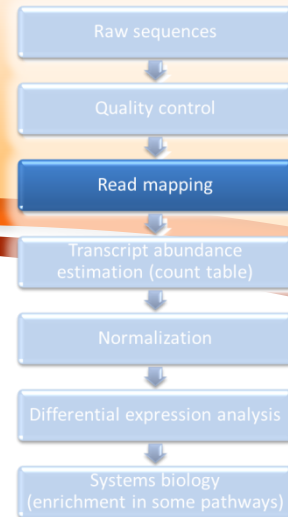 Raw sequences
Quality control
Read mapping
Transcript abundance
estimation (count table)
Normalization
Differential expression analysis
Systems biology
(enrichment in some pathways)